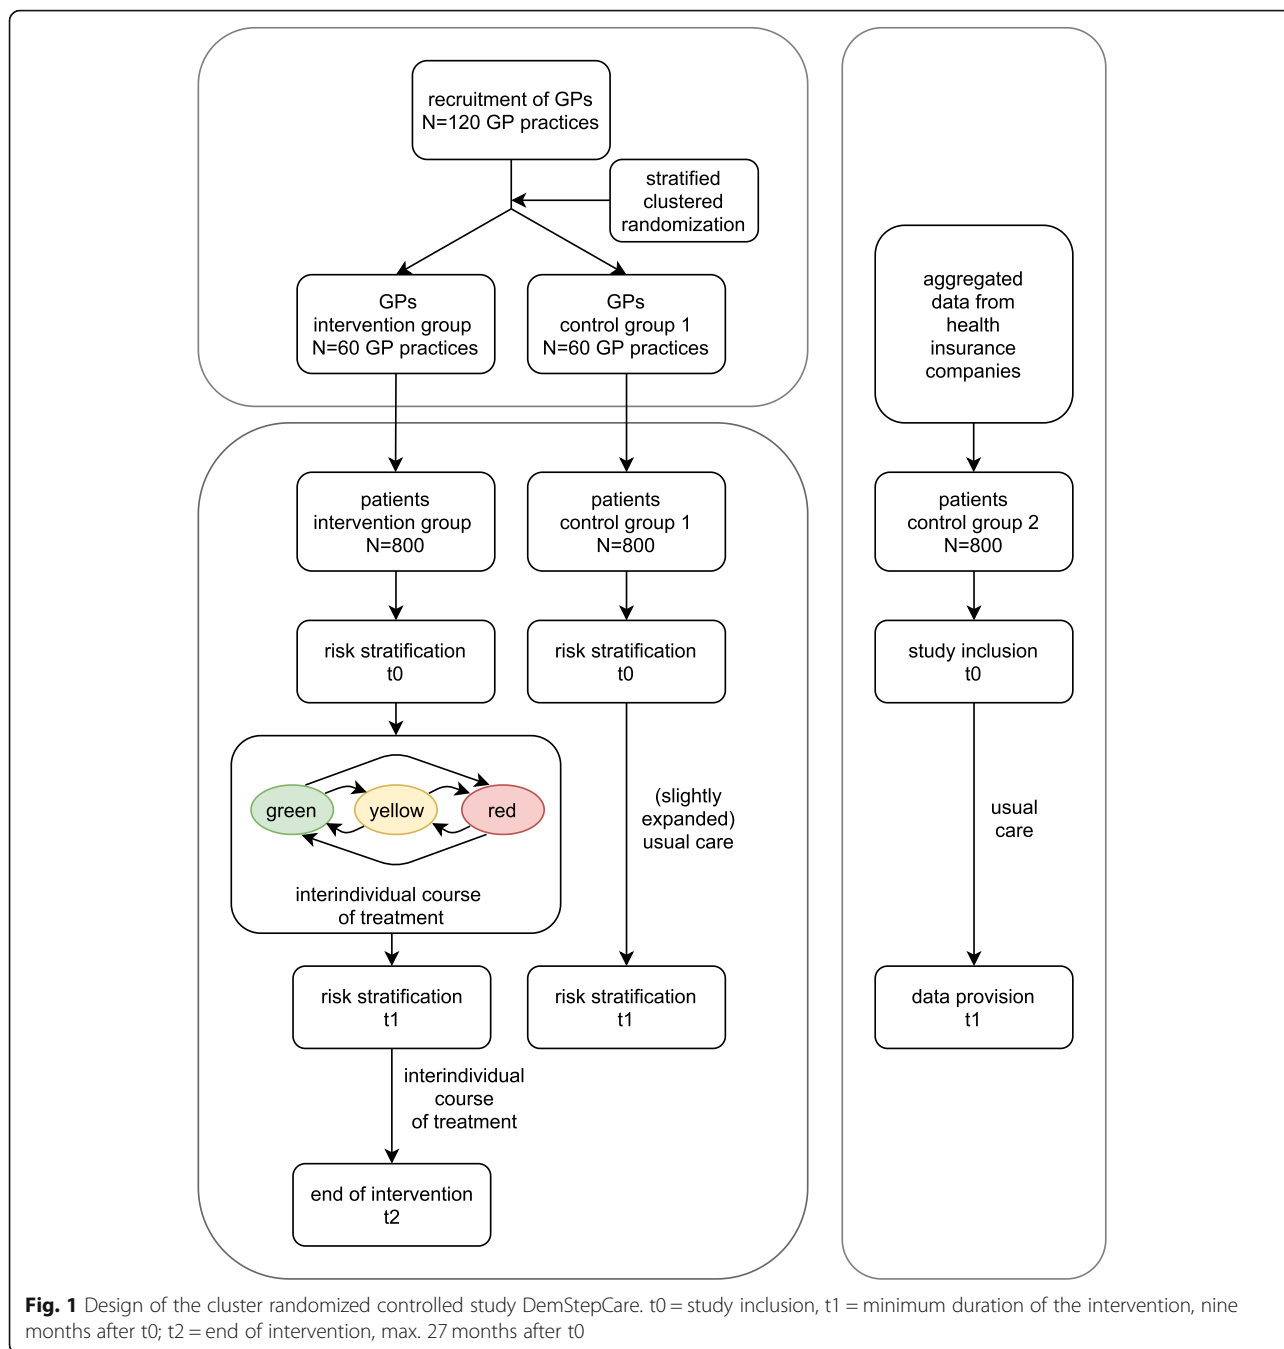 recruitment of GPs
N=120 GP practices
stratified
clustered
randomization
GPs
intervention group
N=60 GP practices
GPs
control group 1
N=60 GP practices
aggregated
data from
health
insurance
companies
patients
intervention group
N=800
patients
control group 1
N=800
patients
control group 2
N=800
risk stratification
t0
risk stratification
t0
study inclusion
t0
green
yellow
red
interindividual course
of treatment
(slightly
expanded)
usual care
usual
care
risk stratification
t1
risk stratification
t1
data provision
t1
interindividual
course
of treatment
end of intervention
t2
Fig. 1 Design of the cluster randomized controlled study DemStepCare. t0 = study inclusion, t1 = minimum duration of the intervention, nine
months after t0; t2 = end of intervention, max. 27 months after t0